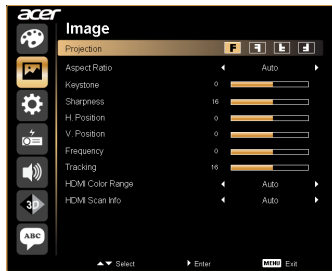 acer
Image
Projection F F F F
Aspect Ratio Auto
Keystone 0
Sharpness 16
H. Position 0
V. Position 0
Frequency 0
Tracking 16
HDMI Color Range Auto
HDMI Scan Info Auto
3D
ABC
Select Enter MENU Exit